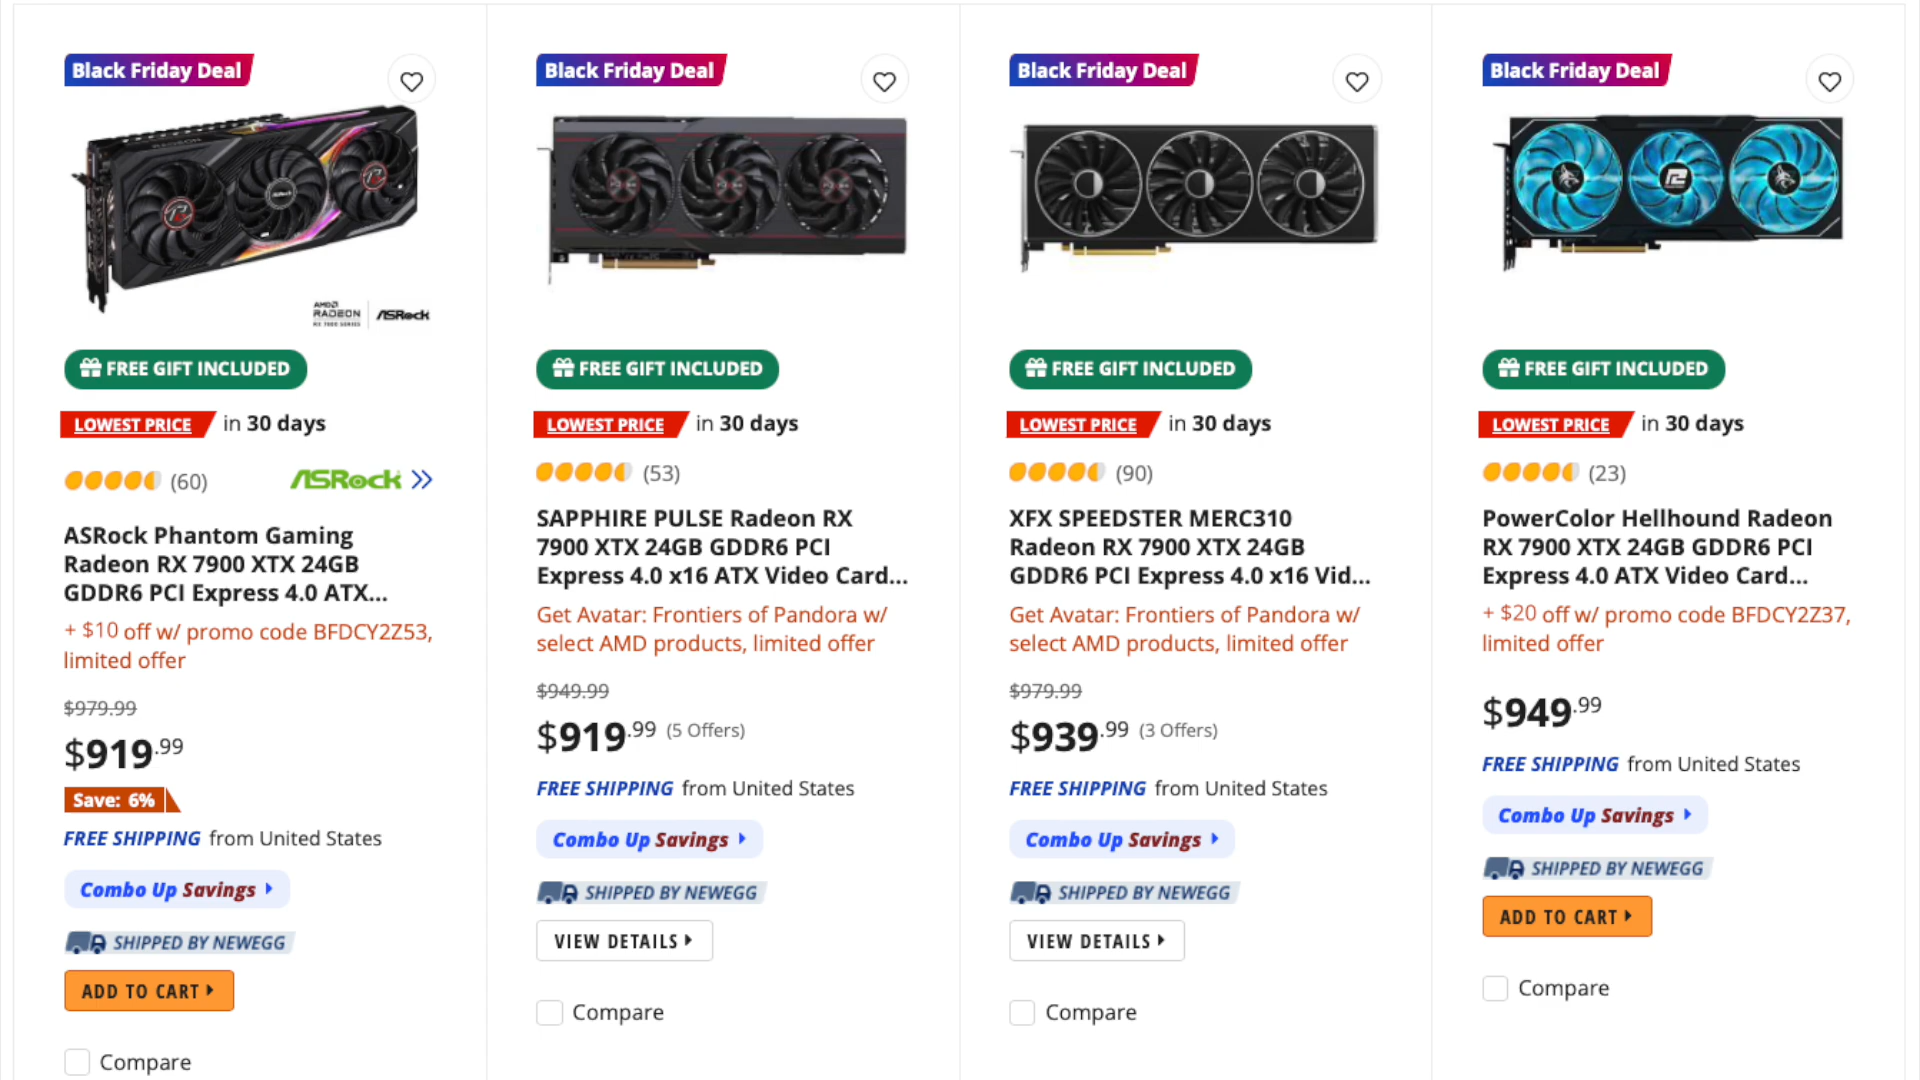 Black Friday Deal
AMD
RADEON
RX 7000 SERIES
ASRock
FREE GIFT INCLUDED
LOWEST PRICE in 30 days
(60)
ASRock
ASRock Phantom Gaming
Radeon RX 7900 XTX 24GB
GDDR6 PCI Express 4.0 ATX...
+ $10 off w/ promo code BFDCY2Z53,
limited offer
$979.99
$919.99
Save: 6%
FREE SHIPPING from United States
Combo Up Savings
SHIPPED BY NEWEGG
ADD TO CART
Compare
Black Friday Deal
FREE GIFT INCLUDED
LOWEST PRICE in 30 days
(53)
SAPPHIRE PULSE Radeon RX
7900 XTX 24GB GDDR6 PCI
Express 4.0 x16 ATX Video Card...
Get Avatar: Frontiers of Pandora w/
select AMD products, limited offer
$949.99
$919.99 (5 Offers)
FREE SHIPPING from United States
Combo Up Savings
SHIPPED BY NEWEGG
VIEW DETAILS
Compare
Black Friday Deal
FREE GIFT INCLUDED
LOWEST PRICE in 30 days
(90)
XFX SPEEDSTER MERC310
Radeon RX 7900 XTX 24GB
GDDR6 PCI Express 4.0 x16 Vid...
Get Avatar: Frontiers of Pandora w/
select AMD products, limited offer
$979.99
$939.99 (3 Offers)
FREE SHIPPING from United States
Combo Up Savings
SHIPPED BY NEWEGG
VIEW DETAILS
Compare
Black Friday Deal
FREE GIFT INCLUDED
LOWEST PRICE in 30 days
(23)
PowerColor Hellhound Radeon
RX 7900 XTX 24GB GDDR6 PCI
Express 4.0 ATX Video Card...
+ $20 off w/ promo code BFDCY2Z37,
limited offer
$949.99
FREE SHIPPING from United States
Combo Up Savings
SHIPPED BY NEWEGG
ADD TO CART
Compare